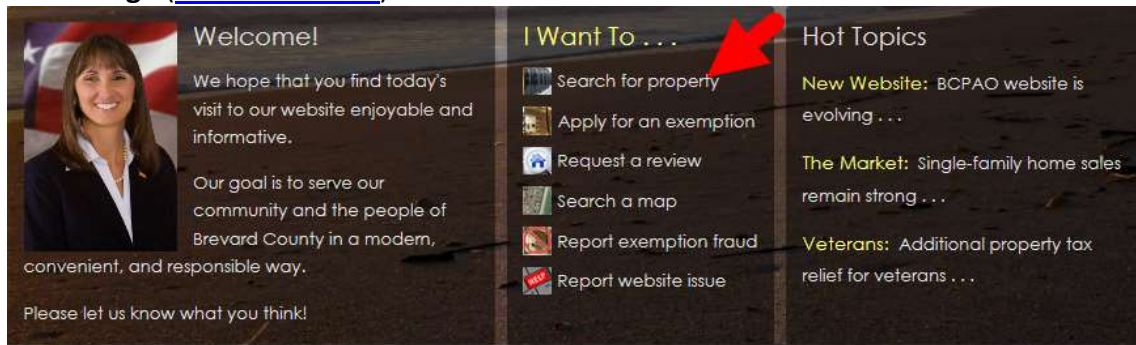 Welcome!
We hope that you find today's
visit to our website enjoyable and
informative.
Our goal is to serve our
community and the people of
Brevard County in a modern,
convenient, and responsible way.
Please let us know what you think!
I Want To . . .
Search for property
Apply for an exemption
Request a review
Search a map
Report exemption fraud
HELP
Report website issue
Hot Topics
New Website: BCPAO website is
evolving . . .
The Market: Single-family home sales
remain strong . . .
Veterans: Additional property tax
relief for veterans . . .